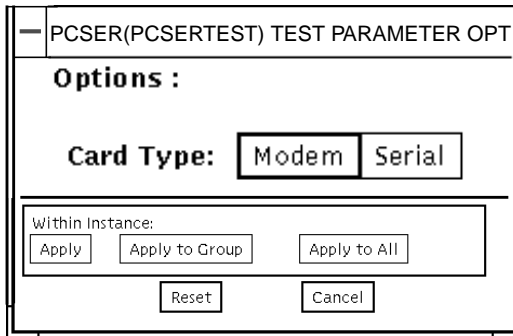 PCSER(PCSERTEST) TEST PARAMETER OPT
Options :
Card Type: Modem Serial
Within Instance:
Apply Apply to Group Apply to All
Reset Cancel